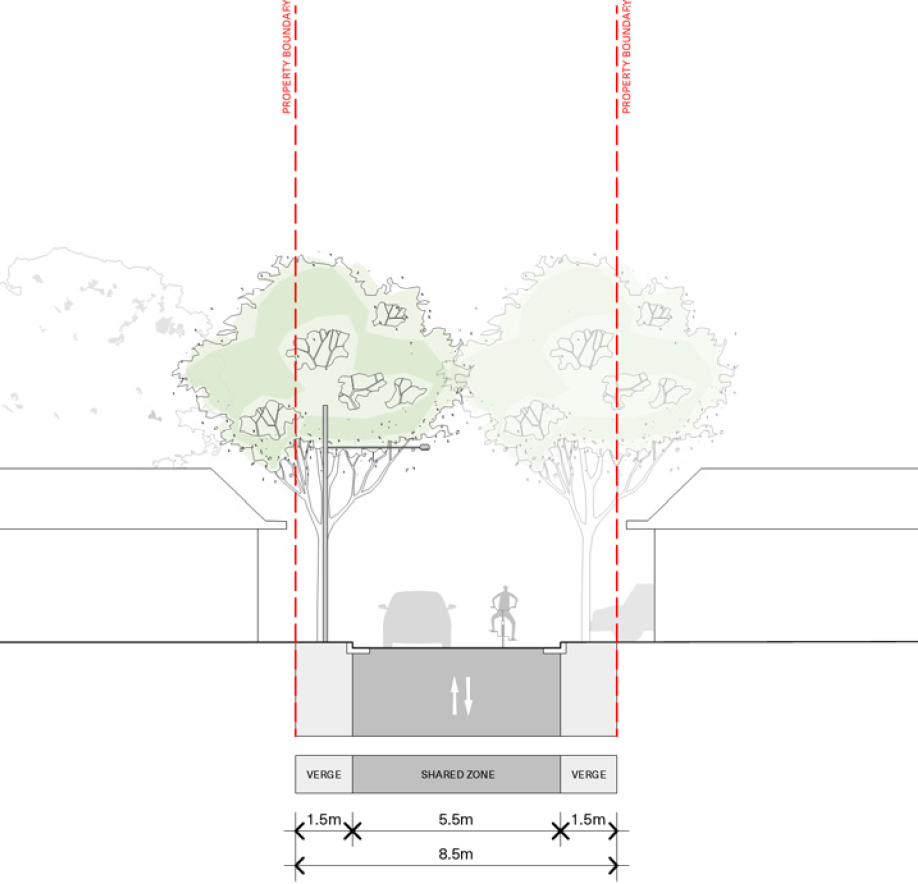 PROPERTY BOUNDARY
PROPERTY BOUNDARY
VERGE
SHARED ZONE
VERGE
1.5m
5.5m
1.5m
8.5m